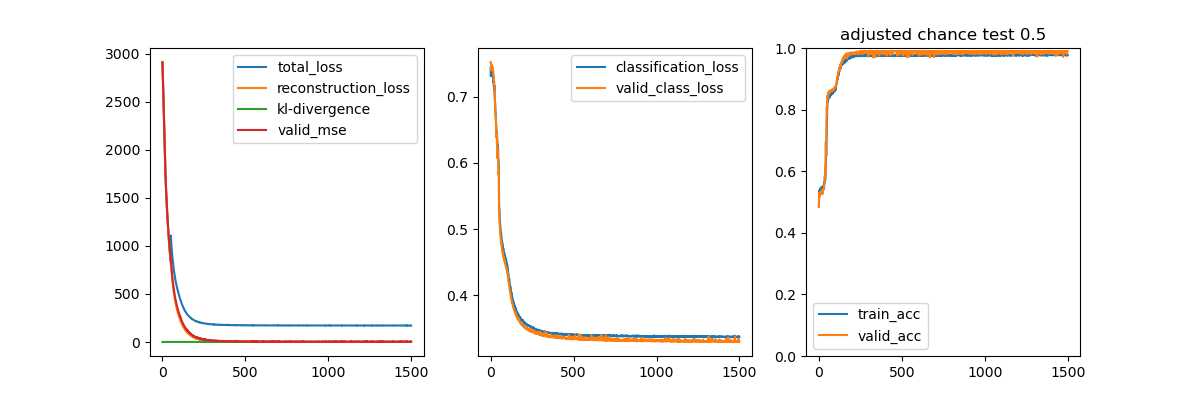 3000
2500
2000
1500
1000
500
0
0 500 1000 1500
total_loss
reconstruction_loss
kl-divergence
valid_mse
0.7
0.6
0.5
0.4
0 500 1000 1500
classification_loss
valid_class_loss
adjusted chance test 0.5
1.0
0.8
0.6
0.4
0.2
0.0
0 500 1000 1500
train_acc
valid_acc